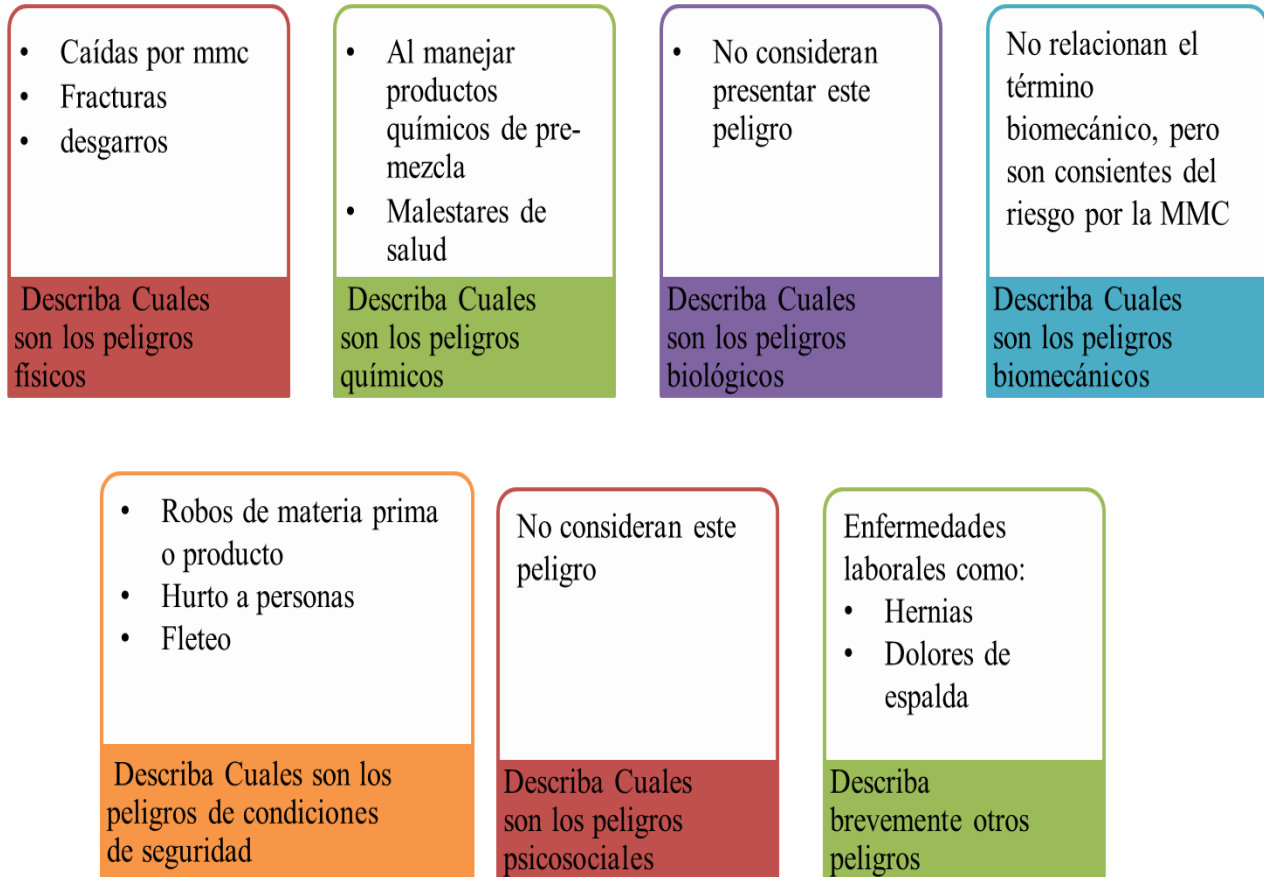 • Caídas por mmc
• Fracturas
• desgarros
Describa Cuales
son los peligros
físicos
• Al manejar
productos
químicos de pre-
mezcla
• Malestares de
salud
Describa Cuales
son los peligros
químicos
• No consideran
presentar este
peligro
Describa Cuales
son los peligros
biológicos
No relacionan el
término
biomecánico, pero
son consientes del
riesgo por la MMC
Describa Cuales
son los peligros
biomecánicos
• Robos de materia prima
o producto
• Hurto a personas
• Fleteo
Describa Cuales son los
peligros de condiciones
de seguridad
No consideran este
peligro
Describa Cuales
son los peligros
psicosociales
Enfermedades
laborales como:
• Hernias
• Dolores de
espalda
Describa
brevemente otros
peligros